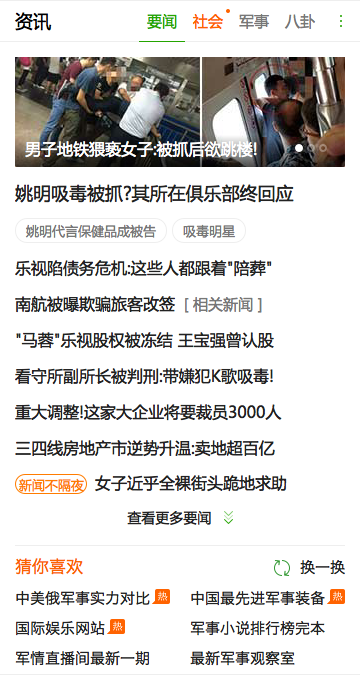 资讯 要闻 社会 军事 八卦
男子地铁猥亵女子:被抓后欲跳楼!
姚明吸毒被抓?其所在俱乐部终回应
姚明代言保健品成被告 吸毒明星
乐视陷债务危机:这些人都跟着"陪葬"
南航被曝欺骗旅客改签 [ 相关新闻 ]
"马蓉"乐视股权被冻结 王宝强曾认股
看守所副所长被判刑:带嫌犯K歌吸毒!
重大调整!这家大企业将要裁员3000人
三四线房地产市逆势升温:卖地超百亿
新闻不隔夜 女子近乎全裸街头跪地求助
查看更多要闻
猜你喜欢 换一换
中美俄军事实力对比 热 中国最先进军事装备 热
国际娱乐网站 热 军事小说排行榜完本
军情直播间最新一期 最新军事观察室